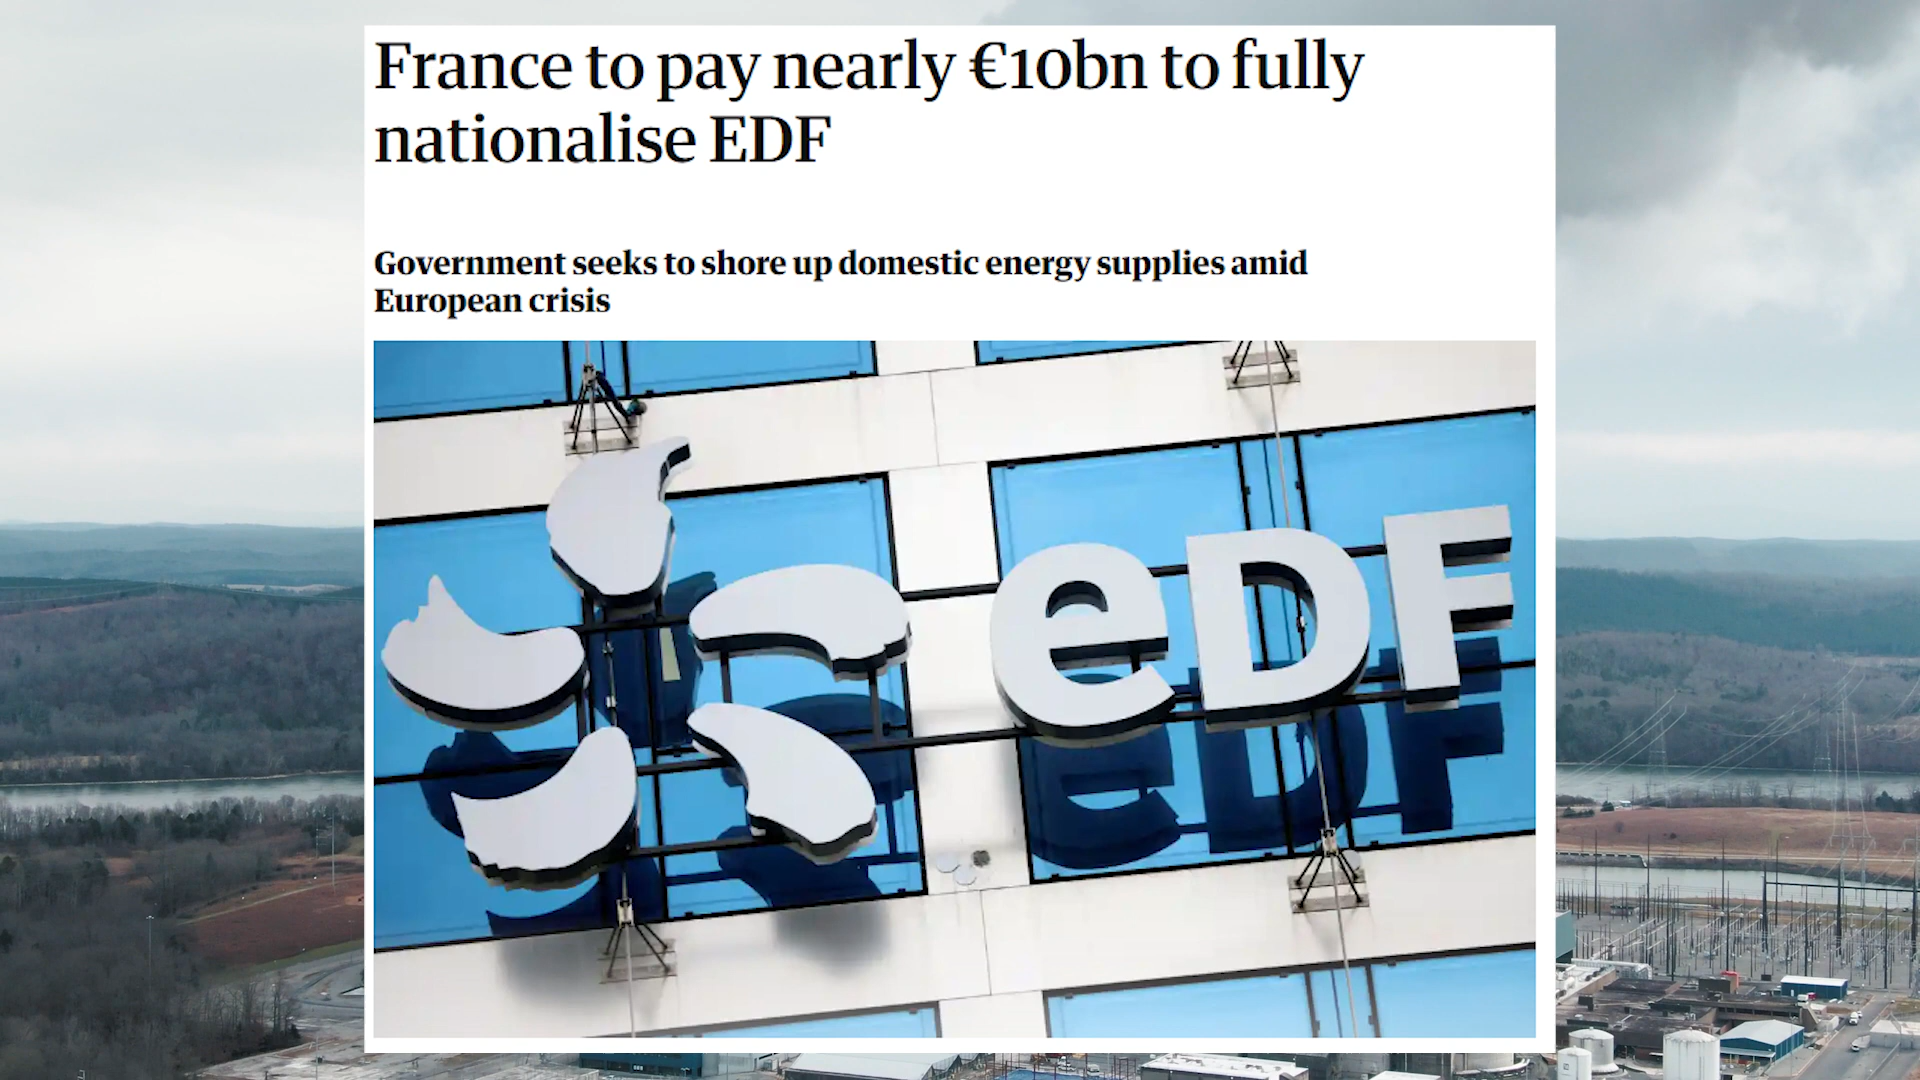 France to pay nearly €10bn to fully
nationalise EDF
Government seeks to shore up domestic energy supplies amid
European crisis
eDF